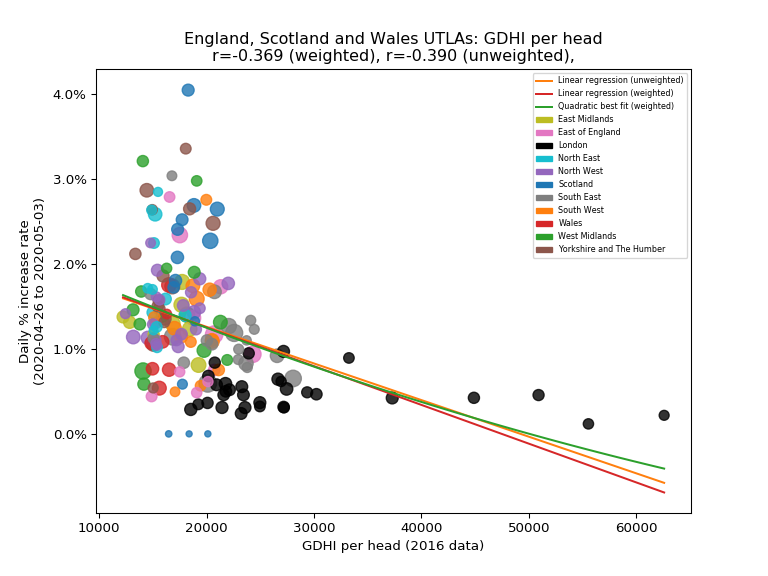 England, Scotland and Wales UTLAs: GDHI per head
r=-0.369 (weighted), r=-0.390 (unweighted),
Linear regression (unweighted)
Linear regression (weighted)
Quadratic best fit (weighted)
East Midlands
East of England
London
North East
North West
Scotland
South East
South West
Wales
West Midlands
Yorkshire and The Humber
4.0%
3.0%
2.0%
1.0%
0.0%
Daily % increase rate
(2020-04-26 to 2020-05-03)
10000 20000 30000 40000 50000 60000
GDHI per head (2016 data)